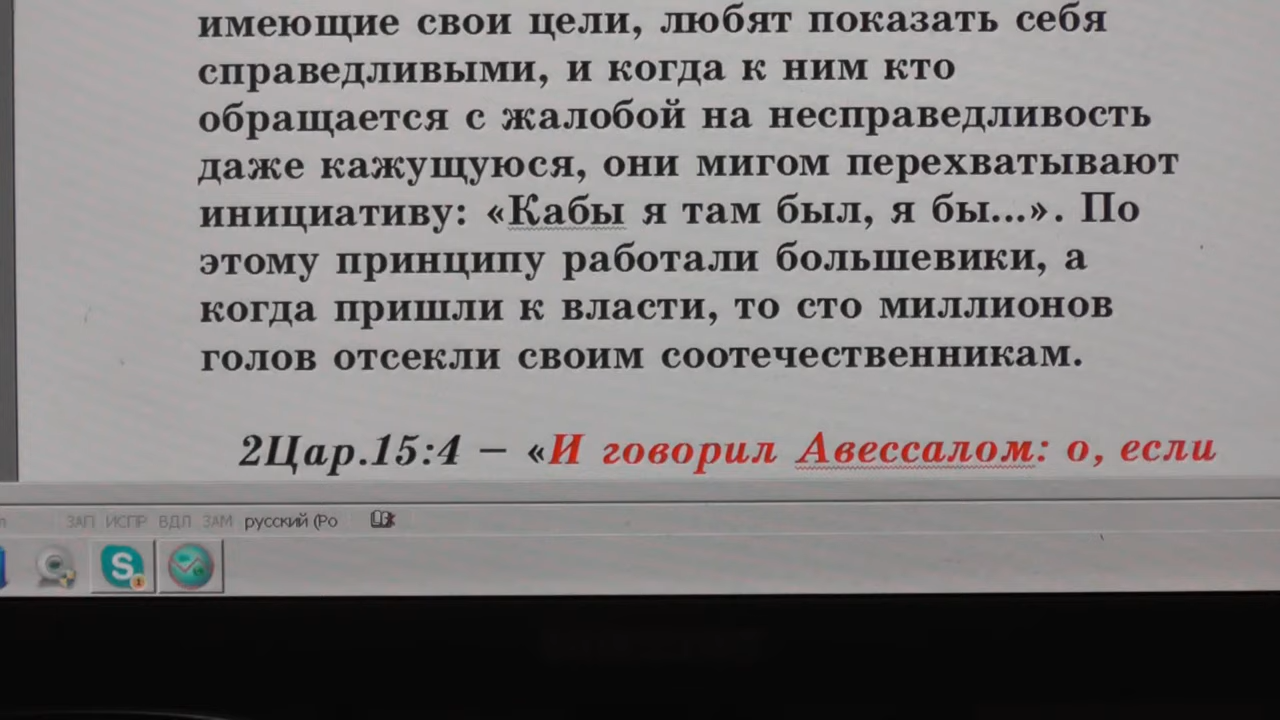 имеющие свои цели, любят показать себя
справедливыми, и когда к ним кто
обращается с жалобой на несправедливость
даже кажущуюся, они мигом перехватывают
инициативу: «Кабы я там был, я бы...». По
этому принципу работали большевики, а
когда пришли к власти, то сто миллионов
голов отсекли своим соотечественникам.
2Цар.15:4 – «И говорил Авессалом: о, если
ЗАП ИСПР ВДЛ ЗАМ русский (Ро
S 1